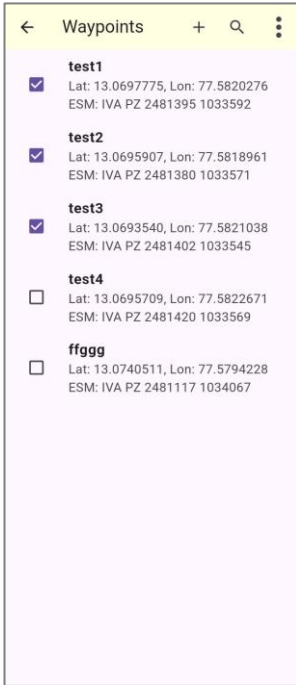 Waypoints
test1
Lat: 13.0697775, Lon: 77.5820276
ESM: IVA PZ 2481395 1033592
test2
Lat: 13.0695907, Lon: 77.5818961
ESM: IVA PZ 2481380 1033571
test3
Lat: 13.0693540, Lon: 77.5821038
ESM: IVA PZ 2481402 1033545
test4
Lat: 13.0695709, Lon: 77.5822671
ESM: IVA PZ 2481420 1033569
ffggg
Lat: 13.0740511, Lon: 77.5794228
ESM: IVA PZ 2481117 1034067